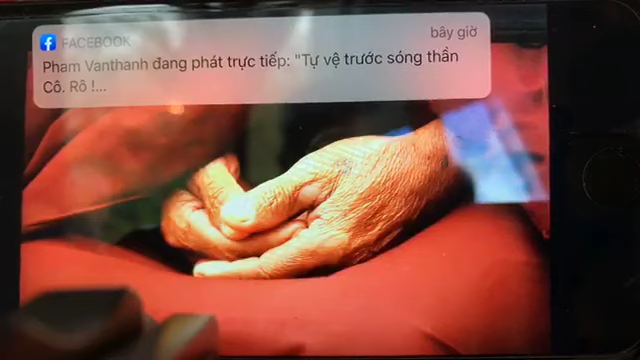 FACEBOOK
bây giờ
Pham Vanthanh đang phát trực tiếp: "Tự vệ trước sóng thần
Cô. Rô !...